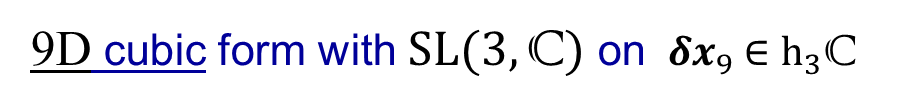 9D cubic form with SL(3, ℂ) on δx₉ ∈ h₃ℂ